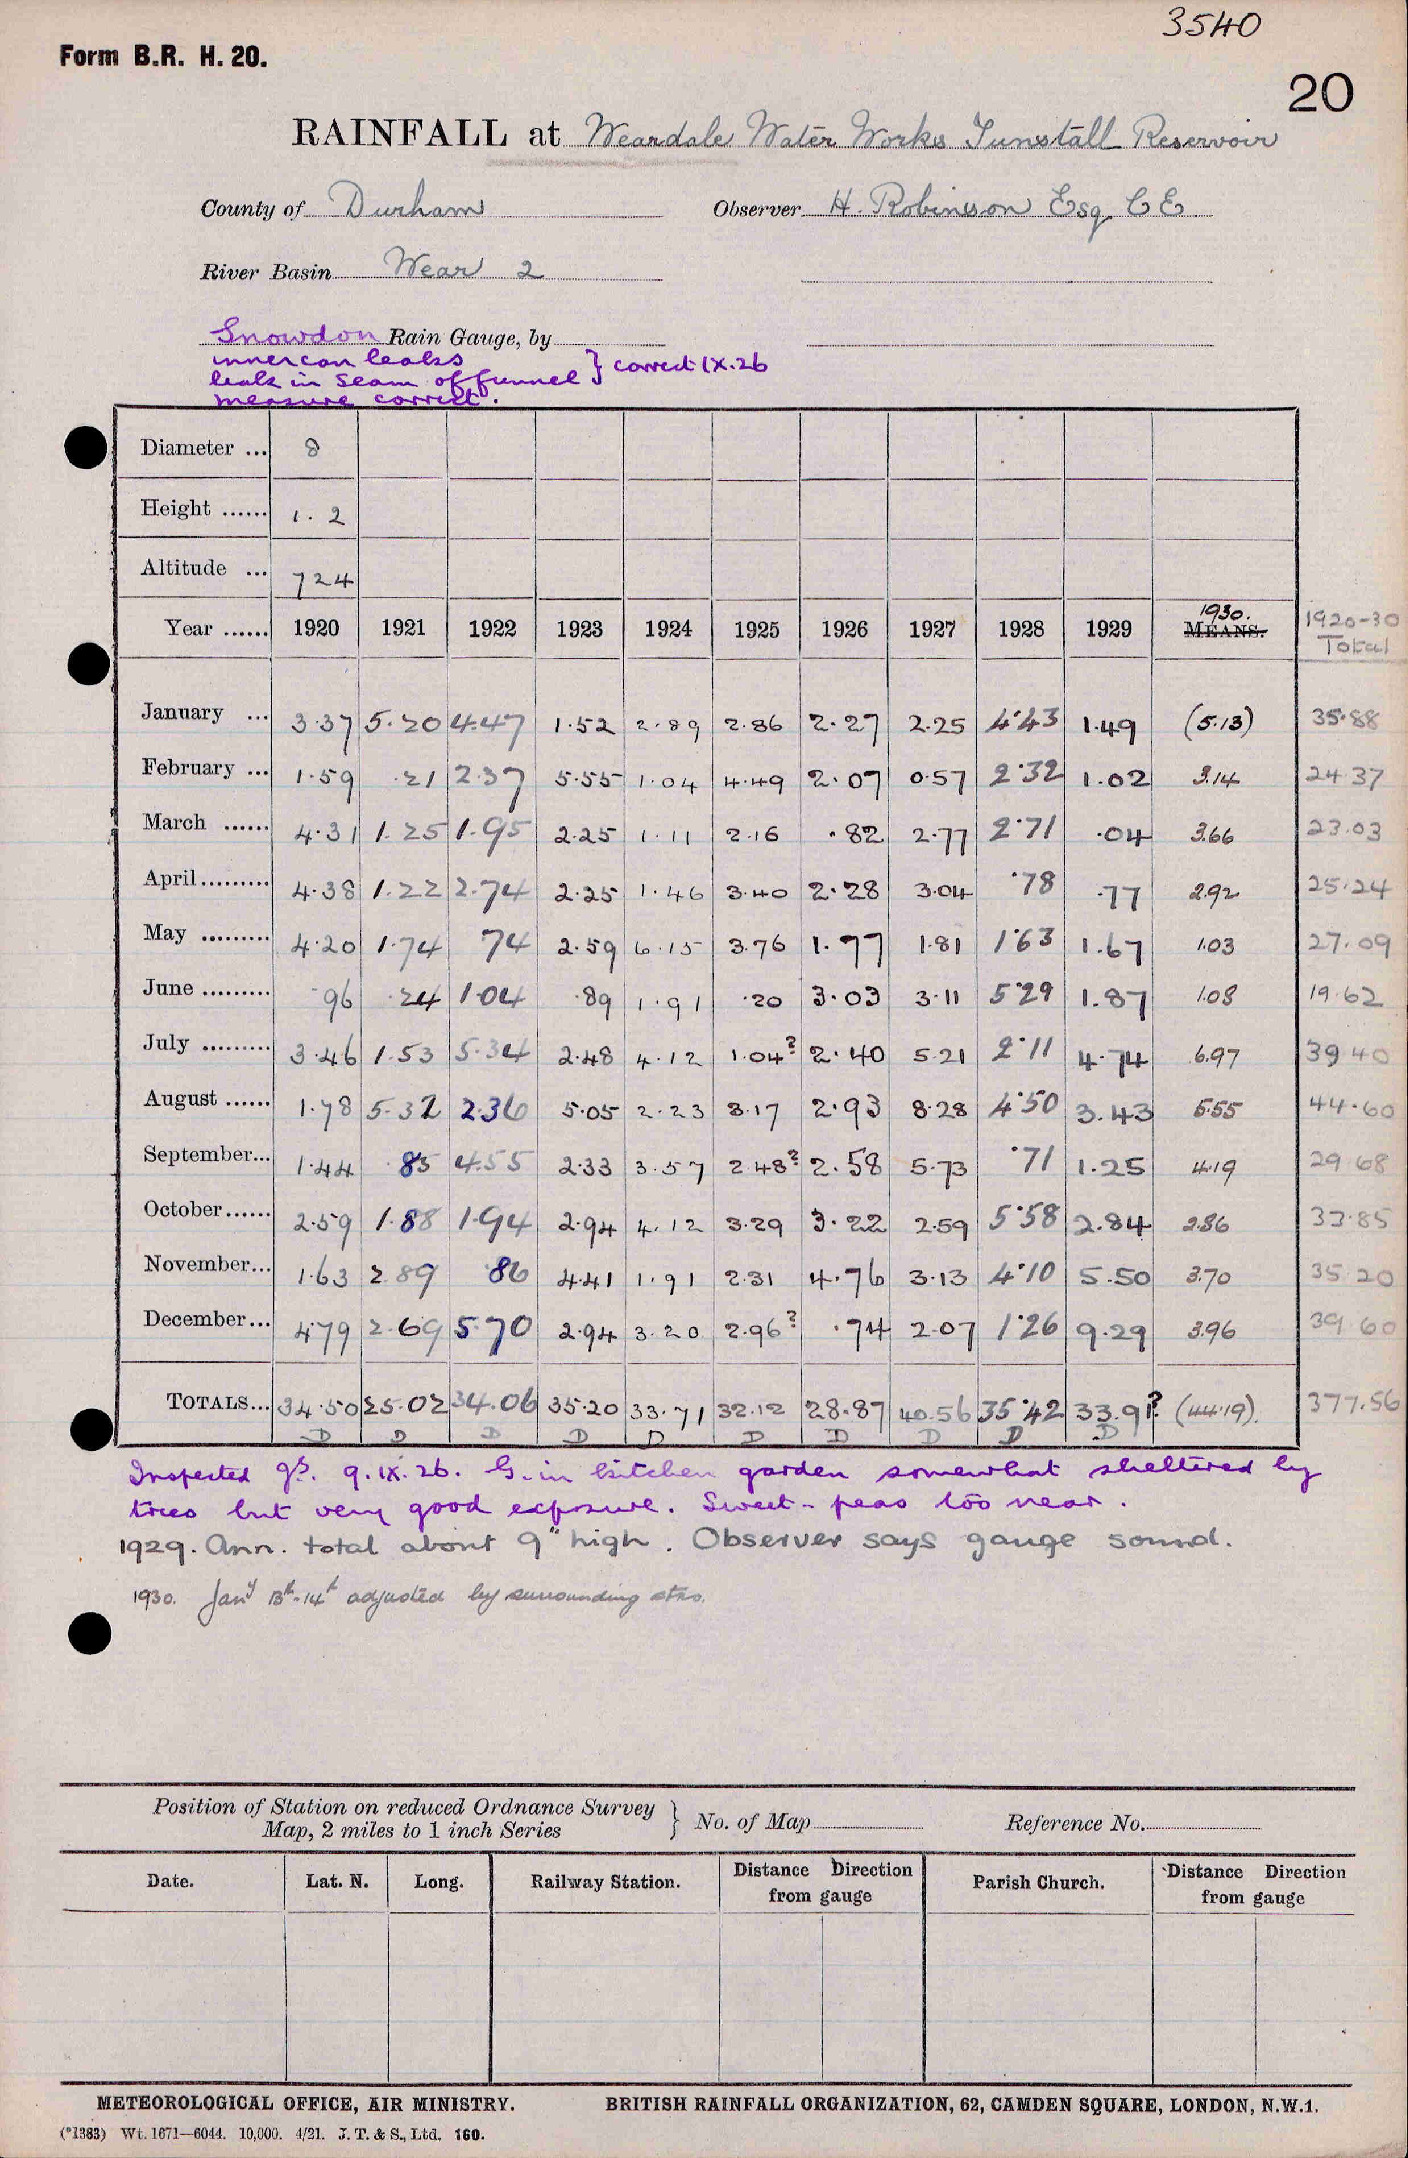 3540
Form B.R. H. 20.
20
RAINFALL at Weardale Water Works Tunstall Reservoir
County of Durham Observer H. Robinson Esq C E
River Basin Wear 2
Snowdon Rain Gauge, by
inner can leaks
leak in seam of funnel } correct IX.26
measure correct.
Diameter ... 8
Height ...... 1.2
Altitude ... 724
Year ...... 1920 1921 1922 1923 1924 1925 1926 1927 1928 1929 1930. MEANS. 1920-30 Total
January ... 3.37 5.20 4.47 1.52 2.89 2.86 2.27 2.25 4.43 1.49 (5.13) 35.88
February ... 1.59 .21 2.37 5.55 1.04 4.49 2.07 0.57 2.32 1.02 3.14 24.37
March ...... 4.31 1.25 1.95 2.25 1.11 2.16 .82 2.77 2.71 .04 3.66 23.03
April......... 4.38 1.22 2.74 2.25 1.46 3.40 2.28 3.04 .78 .77 2.92 25.24
May ......... 4.20 1.74 74 2.59 6.15 3.76 1.77 1.81 1.63 1.67 1.03 27.09
June ......... .96 .24 1.04 .89 1.91 .20 3.03 3.11 5.29 1.87 1.08 19.62
July ......... 3.46 1.53 5.34 2.48 4.12 1.04? 2.40 5.21 2.11 4.74 6.97 39.40
August ...... 1.78 5.32 2.36 5.05 2.23 3.17 2.93 8.28 4.50 3.43 5.55 44.60
September... 1.44 .85 4.55 2.33 3.57 2.48? 2.58 5.73 .71 1.25 4.19 29.68
October...... 2.59 1.88 1.94 2.94 4.12 3.29 3.22 2.59 5.58 2.84 2.86 33.85
November... 1.63 2.89 .86 4.41 1.91 2.31 4.76 3.13 4.10 5.50 3.70 35.20
December... 4.79 2.69 5.70 2.94 3.20 2.96? .74 2.07 1.26 9.29 3.96 39.60
TOTALS... 34.50 25.02 34.06 35.20 33.71 32.12 28.87 40.56 35.42 33.91? (44.19). 377.56
D D D D D D D D D D
Inspected gs. 9.IX.26. G. in kitchen garden somewhat sheltered by
trees but very good exposure. Sweet-peas too near.
1929. Ann. total about 9" high. Observer says gauge sound.
1930. Jany 13th-14th adjusted by surrounding stns.
Position of Station on reduced Ordnance Survey
Map, 2 miles to 1 inch Series } No. of Map Reference No.
Date. Lat. N. Long. Railway Station. Distance Direction from gauge Parish Church. Distance Direction from gauge
METEOROLOGICAL OFFICE, AIR MINISTRY. BRITISH RAINFALL ORGANIZATION, 62, CAMDEN SQUARE, LONDON, N.W.1.
(*1383) Wt. 1671—6044. 10,000. 4/21. J. T. & S., Ltd. 160.